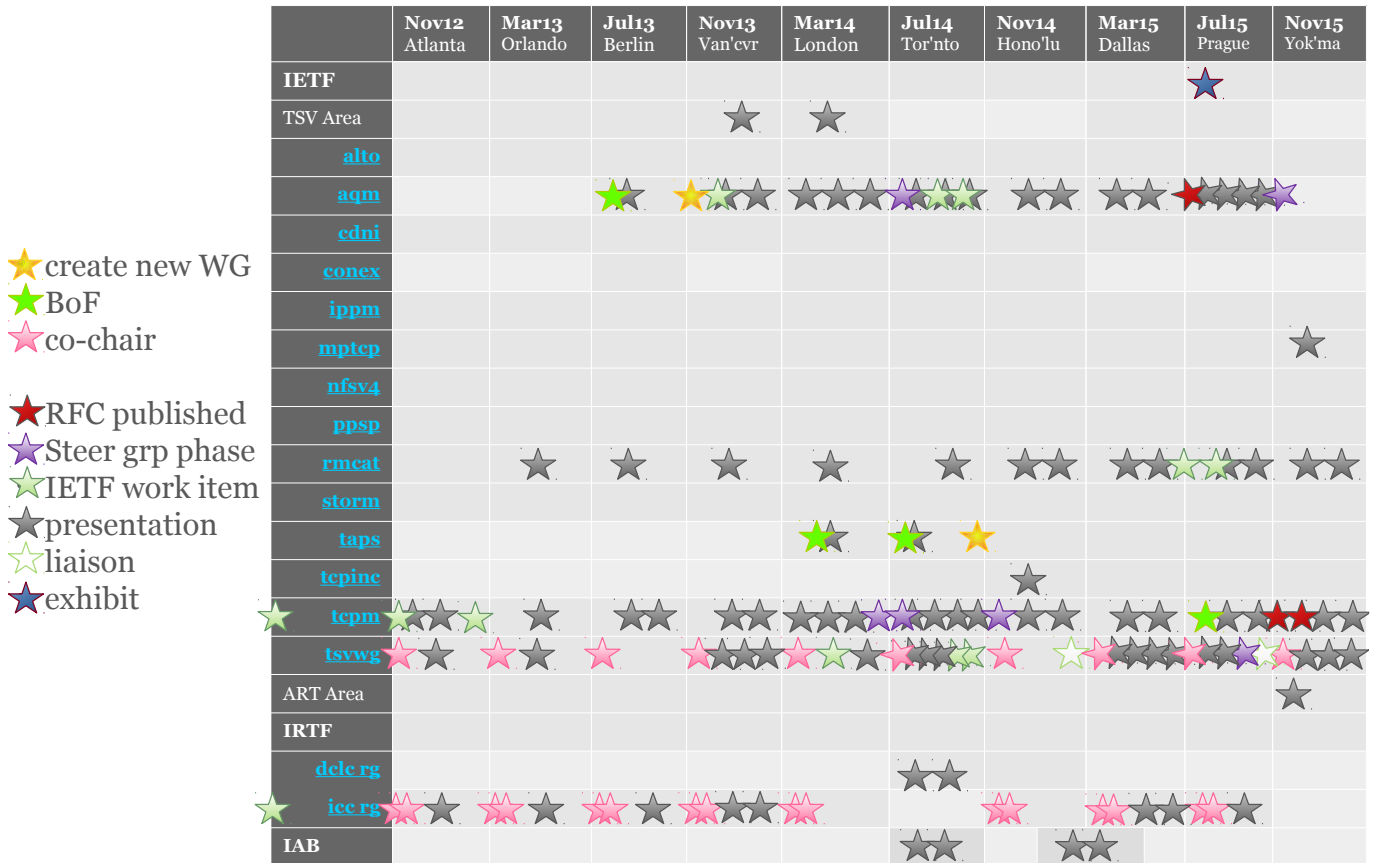 Nov12 Mar13 Jul13 Nov13 Mar14 Jul14 Nov14 Mar15 Jul15 Nov15
Atlanta Orlando Berlin Van'cvr London Tor'nto Hono'lu Dallas Prague Yok'ma
IETF
TSV Area
alto
aqm
cdni
conex
ippm
mptcp
nfsv4
ppsp
rmcat
storm
taps
tcpinc
tcpm
tsvwg
ART Area
IRTF
dclc rg
icc rg
IAB
create new WG
BoF
co-chair
RFC published
Steer grp phase
IETF work item
presentation
liaison
exhibit